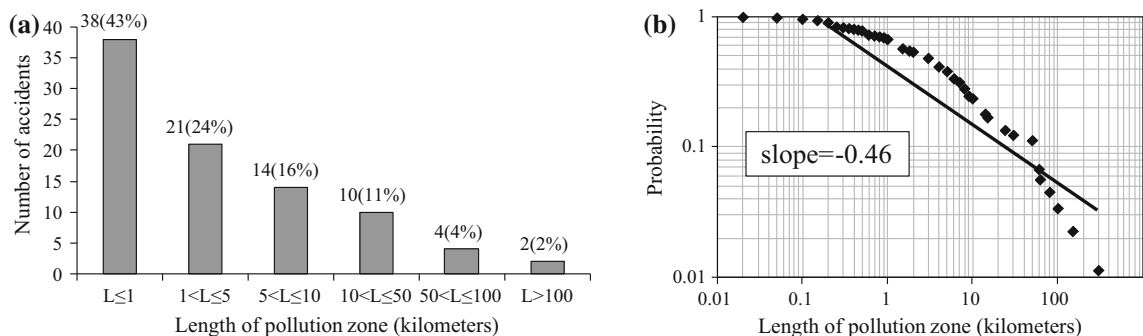 (a)
Number of accidents
40
35
30
25
20
15
10
5
0
38(43%)
21(24%)
14(16%)
10(11%)
4(4%)
2(2%)
L≤1 1<L≤5 5<L≤10 10<L≤50 50<L≤100 L>100
Length of pollution zone (kilometers)
(b)
Probability
1
0.1
0.01
slope=-0.46
0.01 0.1 1 10 100
Length of pollution zone (kilometers)